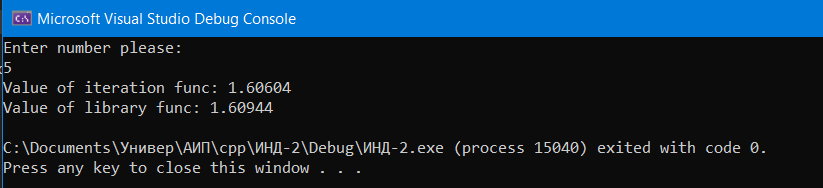 Microsoft Visual Studio Debug Console
Enter number please:
5
Value of iteration func: 1.60604
Value of library func: 1.60944
C:\Documents\Универ\АИП\cpp\ИНД-2\Debug\ИНД-2.exe (process 15040) exited with code 0.
Press any key to close this window . . .